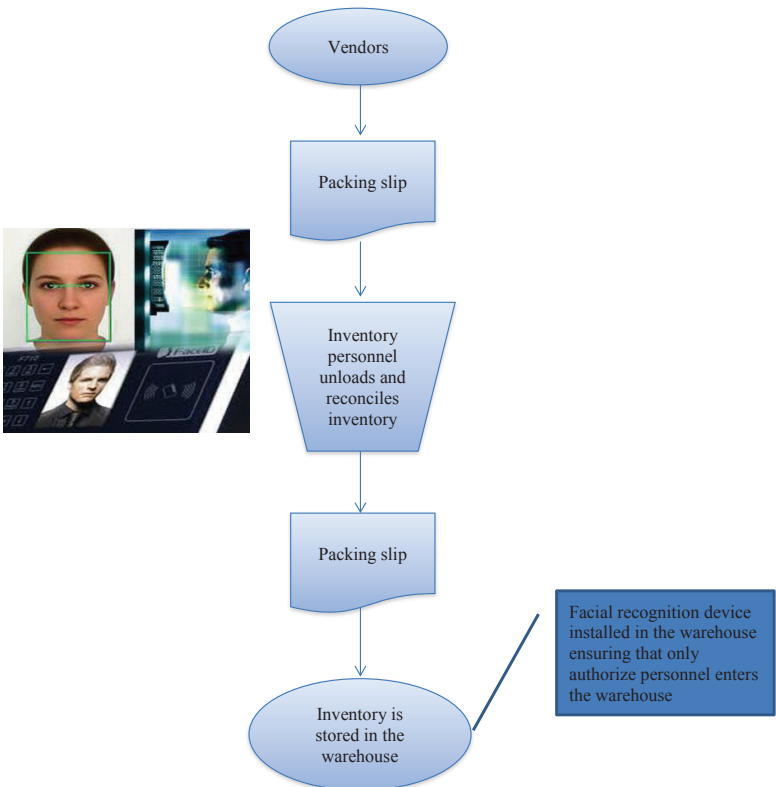 Vendors
Packing slip
FaceID
Inventory
personnel
unloads and
reconciles
inventory
Packing slip
Facial recognition device
installed in the warehouse
ensuring that only
authorize personnel enters
the warehouse
Inventory is
stored in the
warehouse